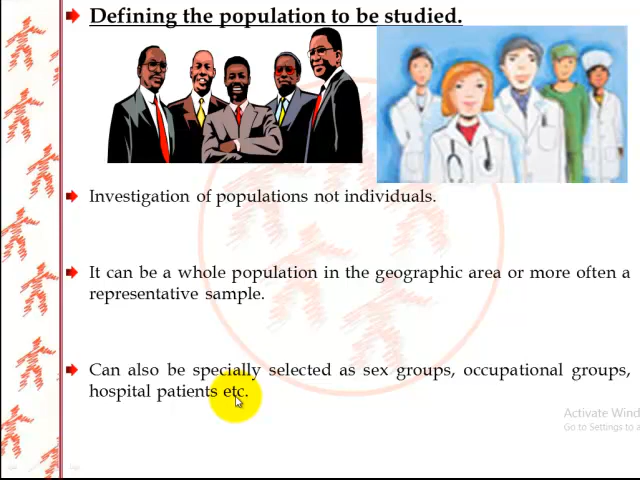 Defining the population to be studied.
Investigation of populations not individuals.
It can be a whole population in the geographic area or more often a
representative sample.
Can also be specially selected as sex groups, occupational groups,
hospital patients etc.
Activate Wind
Go to Settings to a